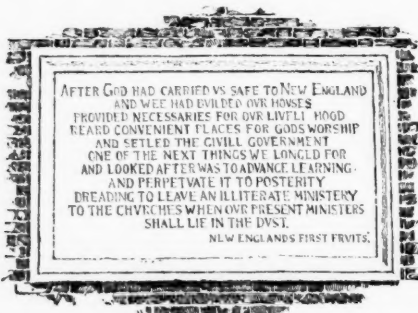 AFTER GOD HAD CARRIED VS SAFE TO NEW ENGLAND
AND WEE HAD BVILDED OVR HOVSES
PROVIDED NECESSARIES FOR OVR LIVELI HOOD
REARD CONVENIENT PLACES FOR GODS WORSHIP
AND SETLED THE CIVILL GOVERNMENT
ONE OF THE NEXT THINGS WE LONGED FOR
AND LOOKED AFTER WAS TO ADVANCE LEARNING
AND PERPETVATE IT TO POSTERITY
DREADING TO LEAVE AN ILLITERATE MINISTERY
TO THE CHVRCHES WHEN OVR PRESENT MINISTERS
SHALL LIE IN THE DVST.
NEW ENGLANDS FIRST FRVITS.